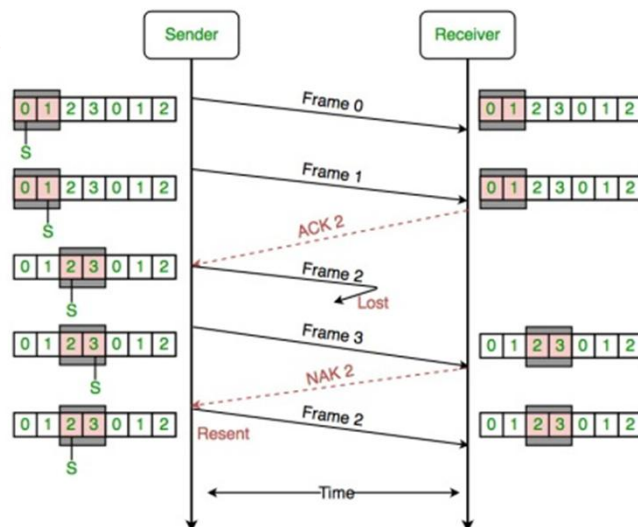 Sender Receiver
0 1 2 3 0 1 2
Frame 0
0 1 2 3 0 1 2
S
0 1 2 3 0 1 2
Frame 1
0 1 2 3 0 1 2
S
ACK 2
0 1 2 3 0 1 2
Frame 2
Lost
S
0 1 2 3 0 1 2
Frame 3
0 1 2 3 0 1 2
S
NAK 2
0 1 2 3 0 1 2
Frame 2
0 1 2 3 0 1 2
Resent
S
Time